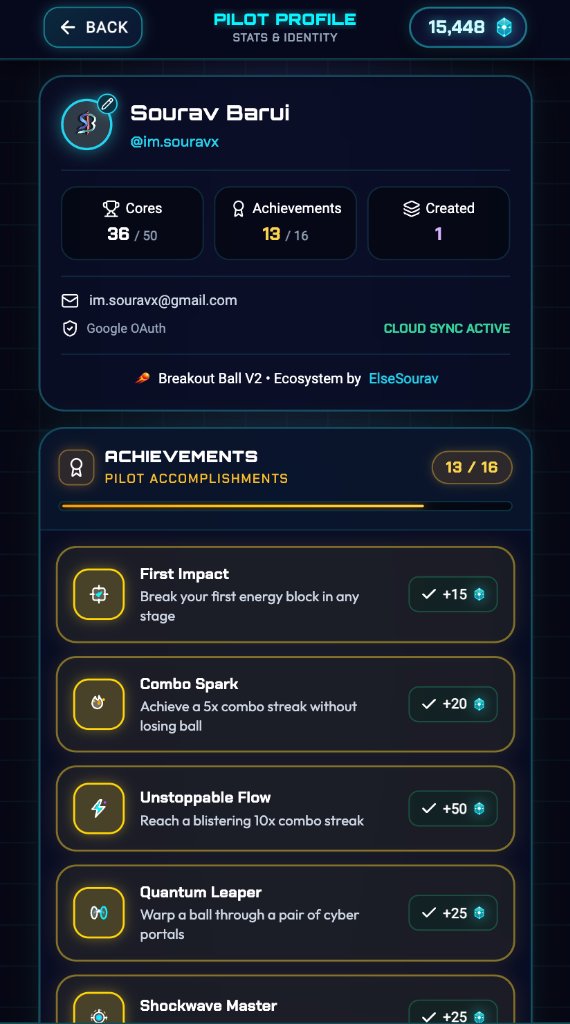 BACK
PILOT PROFILE
STATS & IDENTITY
15,448
Sourav Barui
@im.souravx
Cores
36 / 50
Achievements
13 / 16
Created
1
im.souravx@gmail.com
Google OAuth
CLOUD SYNC ACTIVE
Breakout Ball V2 • Ecosystem by ElseSourav
ACHIEVEMENTS
PILOT ACCOMPLISHMENTS
13 / 16
First Impact
Break your first energy block in any
stage
+15
Combo Spark
Achieve a 5x combo streak without
losing ball
+20
Unstoppable Flow
Reach a blistering 10x combo streak
+50
Quantum Leaper
Warp a ball through a pair of cyber
portals
+25
Shockwave Master
+25